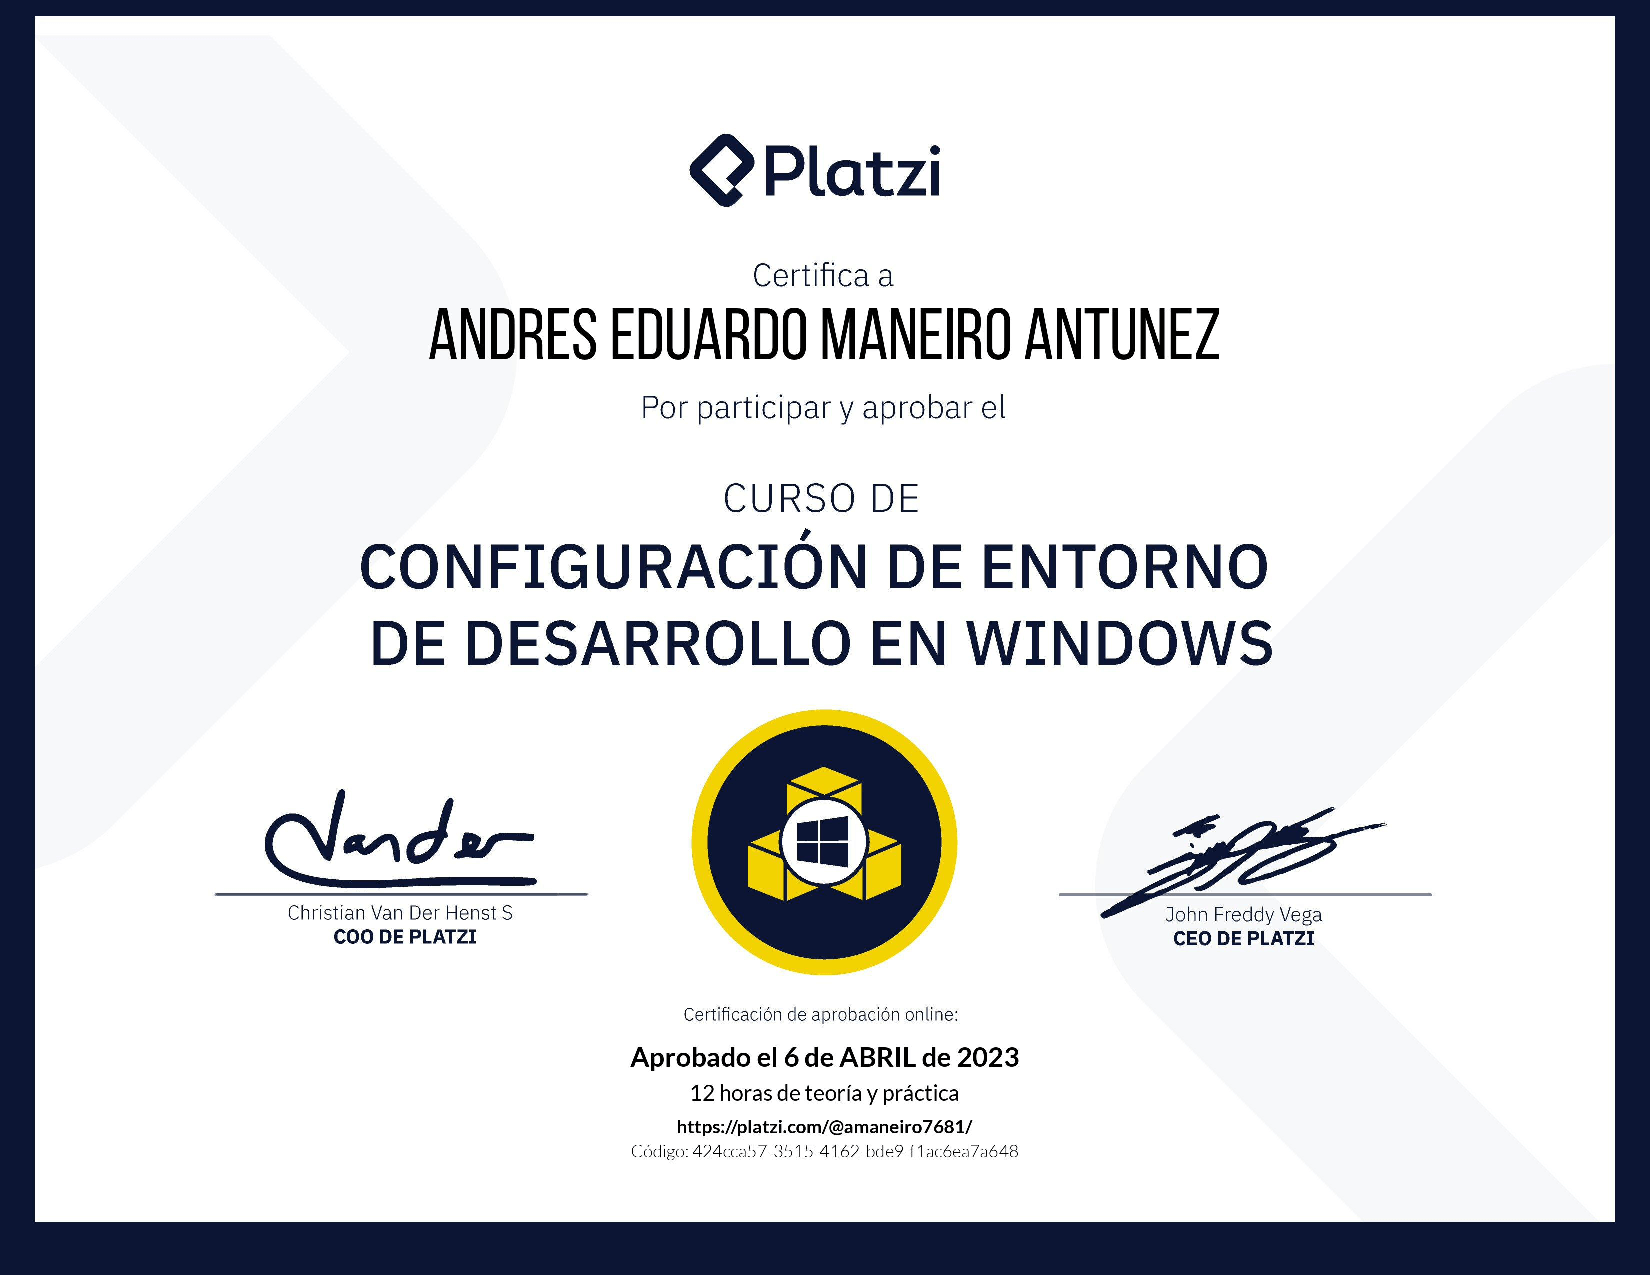 Platzi
Certifica a
ANDRES EDUARDO MANEIRO ANTUNEZ
Por participar y aprobar el
CURSO DE
CONFIGURACIÓN DE ENTORNO
DE DESARROLLO EN WINDOWS
Vander
Christian Van Der Henst S
COO DE PLATZI
John Freddy Vega
CEO DE PLATZI
Certificación de aprobación online:
Aprobado el 6 de ABRIL de 2023
12 horas de teoría y práctica
https://platzi.com/@amaneiro7681/
Código: 424cca57-3515-4162-bde9-f1ac6ea7a648